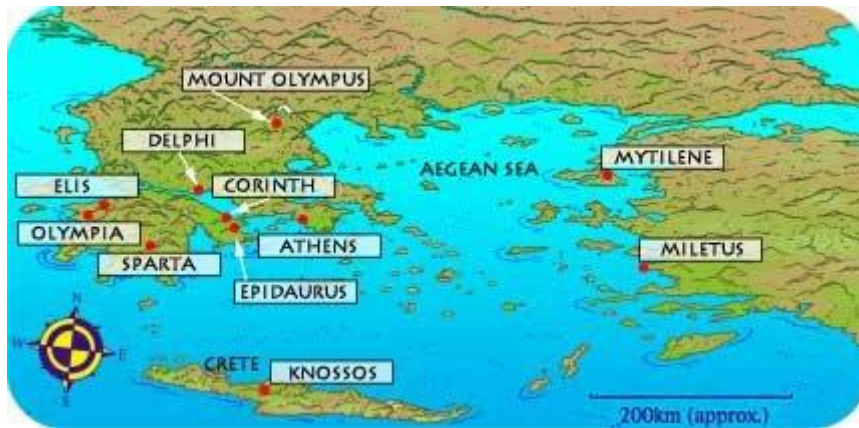 MOUNT OLYMPUS
DELPHI
AEGEAN SEA
MYTILENE
ELIS
CORINTH
OLYMPIA
ATHENS
MILETUS
SPARTA
EPIDAURUS
N
W
E
S
CRETE
KNOSSOS
200km (approx.)